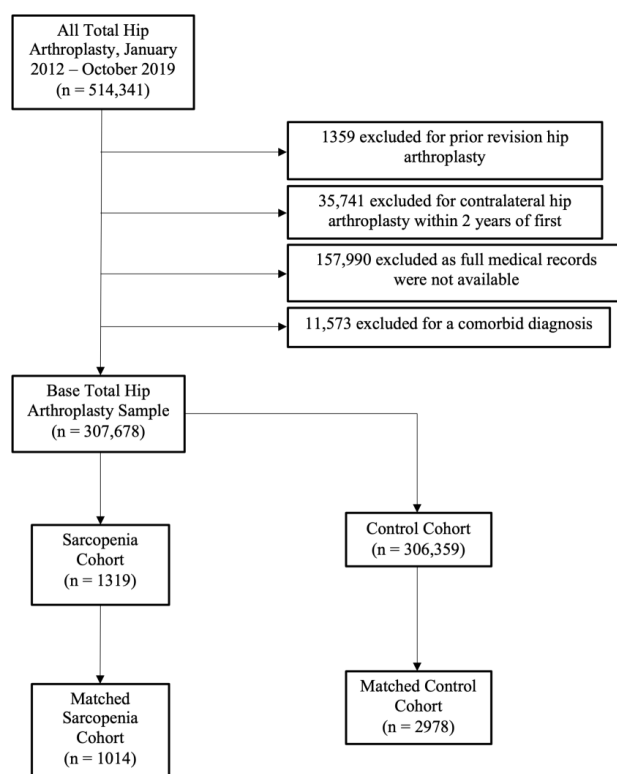 All Total Hip
Arthroplasty, January
2012 – October 2019
(n = 514,341)
1359 excluded for prior revision hip
arthroplasty
35,741 excluded for contralateral hip
arthroplasty within 2 years of first
157,990 excluded as full medical records
were not available
11,573 excluded for a comorbid diagnosis
Base Total Hip
Arthroplasty Sample
(n = 307,678)
Sarcopenia
Cohort
(n = 1319)
Control Cohort
(n = 306,359)
Matched
Sarcopenia
Cohort
(n = 1014)
Matched Control
Cohort
(n = 2978)